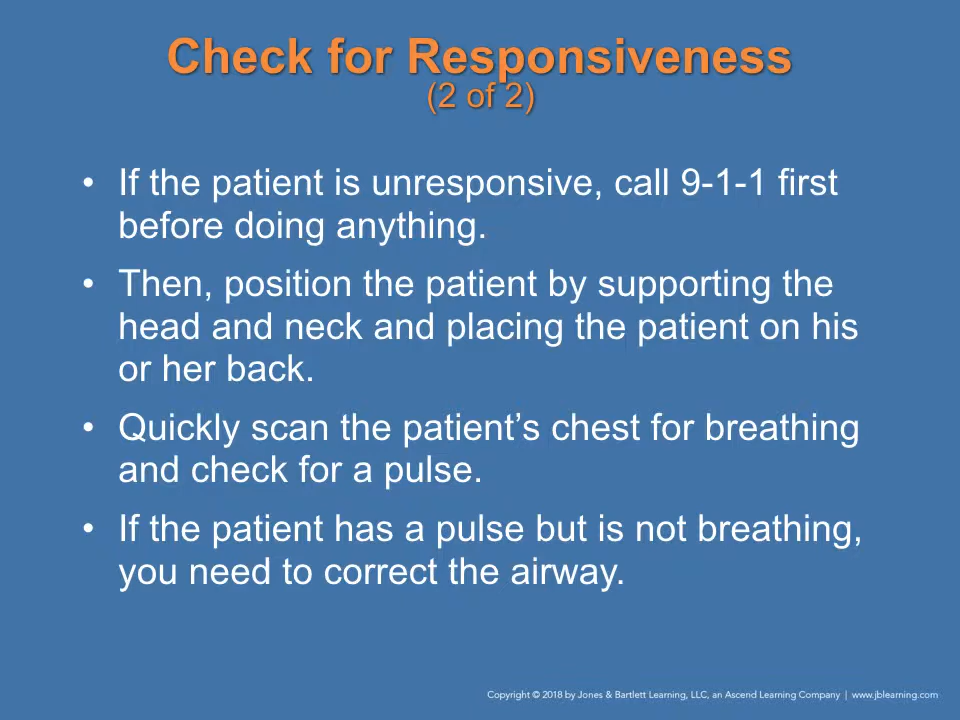 Check for Responsiveness
(2 of 2)
• If the patient is unresponsive, call 9-1-1 first
before doing anything.
• Then, position the patient by supporting the
head and neck and placing the patient on his
or her back.
• Quickly scan the patient’s chest for breathing
and check for a pulse.
• If the patient has a pulse but is not breathing,
you need to correct the airway.
Copyright © 2018 by Jones & Bartlett Learning, LLC, an Ascend Learning Company | www.jblearning.com